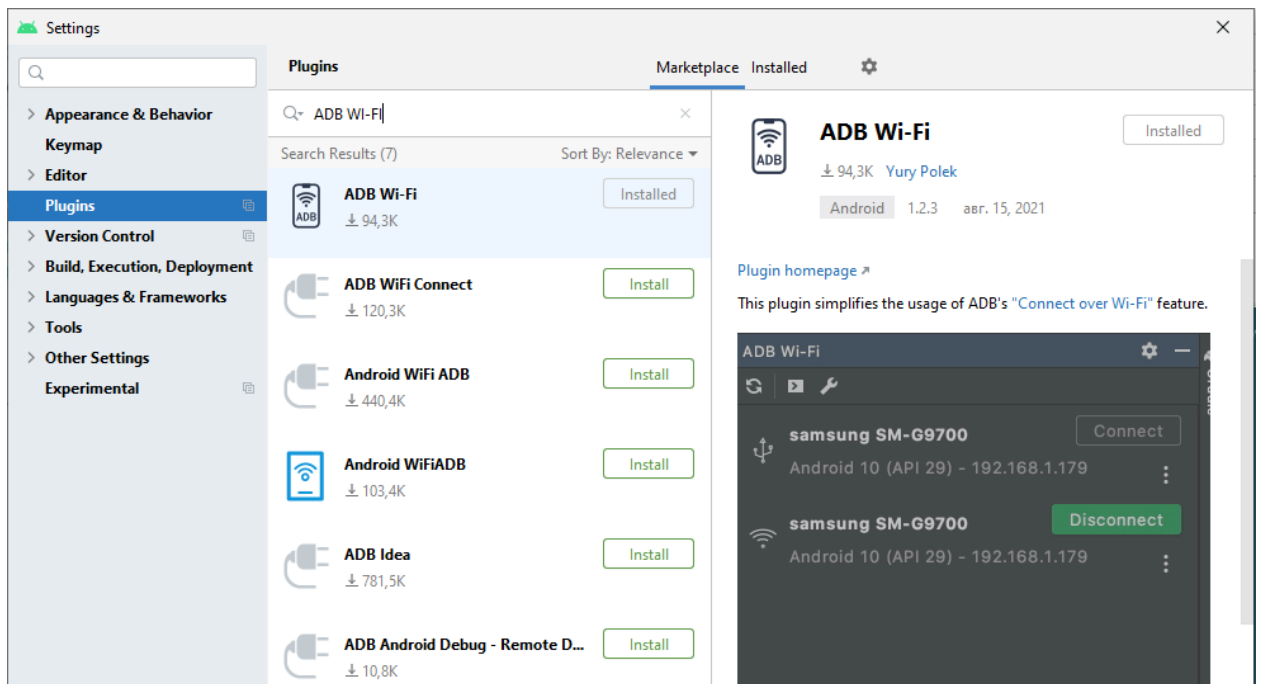 Settings
Appearance & Behavior
Keymap
Editor
Plugins
Version Control
Build, Execution, Deployment
Languages & Frameworks
Tools
Other Settings
Experimental
Plugins
Marketplace
Installed
ADB WI-FI
Search Results (7)
Sort By: Relevance
ADB
ADB Wi-Fi
Installed
94,3K
ADB WiFi Connect
Install
120,3K
Android WiFi ADB
Install
440,4K
Android WiFiADB
Install
103,4K
ADB Idea
Install
781,5K
ADB Android Debug - Remote D...
Install
10,8K
ADB
ADB Wi-Fi
Installed
94,3K Yury Polek
Android 1.2.3 авг. 15, 2021
Plugin homepage
This plugin simplifies the usage of ADB's "Connect over Wi-Fi" feature.
ADB Wi-Fi
samsung SM-G9700
Connect
Android 10 (API 29) - 192.168.1.179
samsung SM-G9700
Disconnect
Android 10 (API 29) - 192.168.1.179